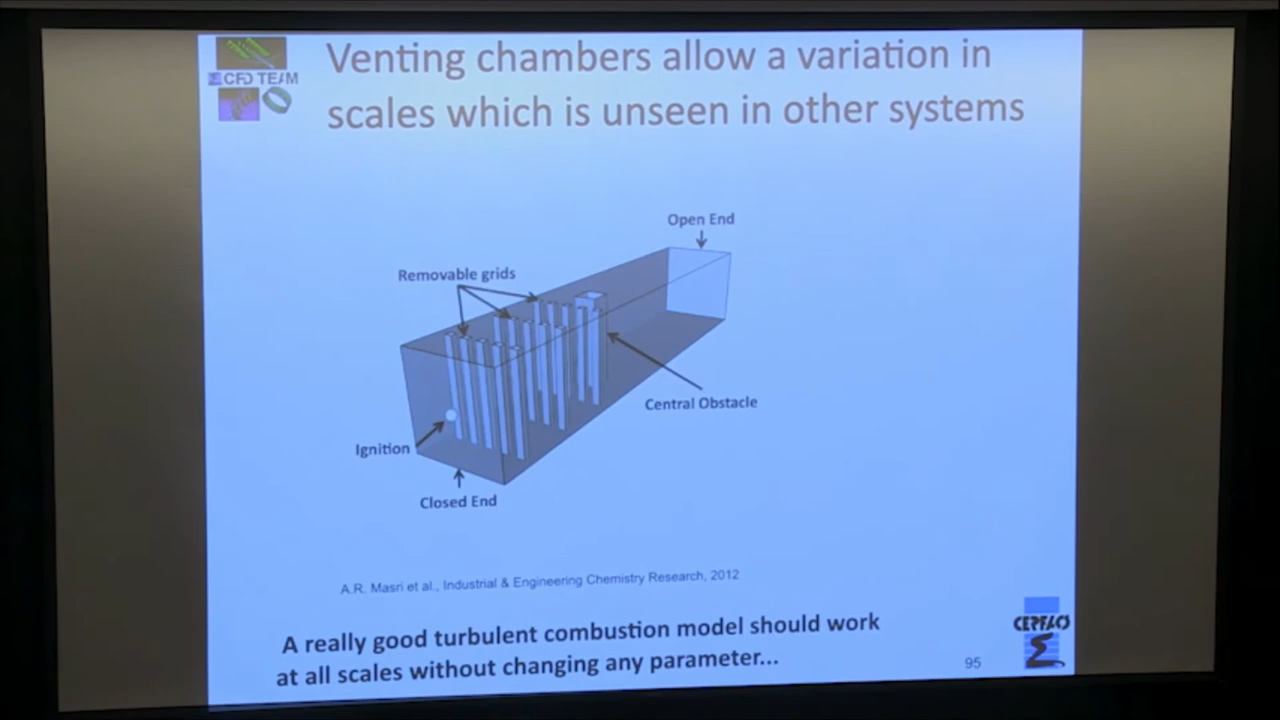 Venting chambers allow a variation in
scales which is unseen in other systems
CFD TEAM
Open End
Removable grids
Central Obstacle
Ignition
Closed End
A.R. Masri et al., Industrial & Engineering Chemistry Research, 2012
A really good turbulent combustion model should work
at all scales without changing any parameter...
CERFACS
95